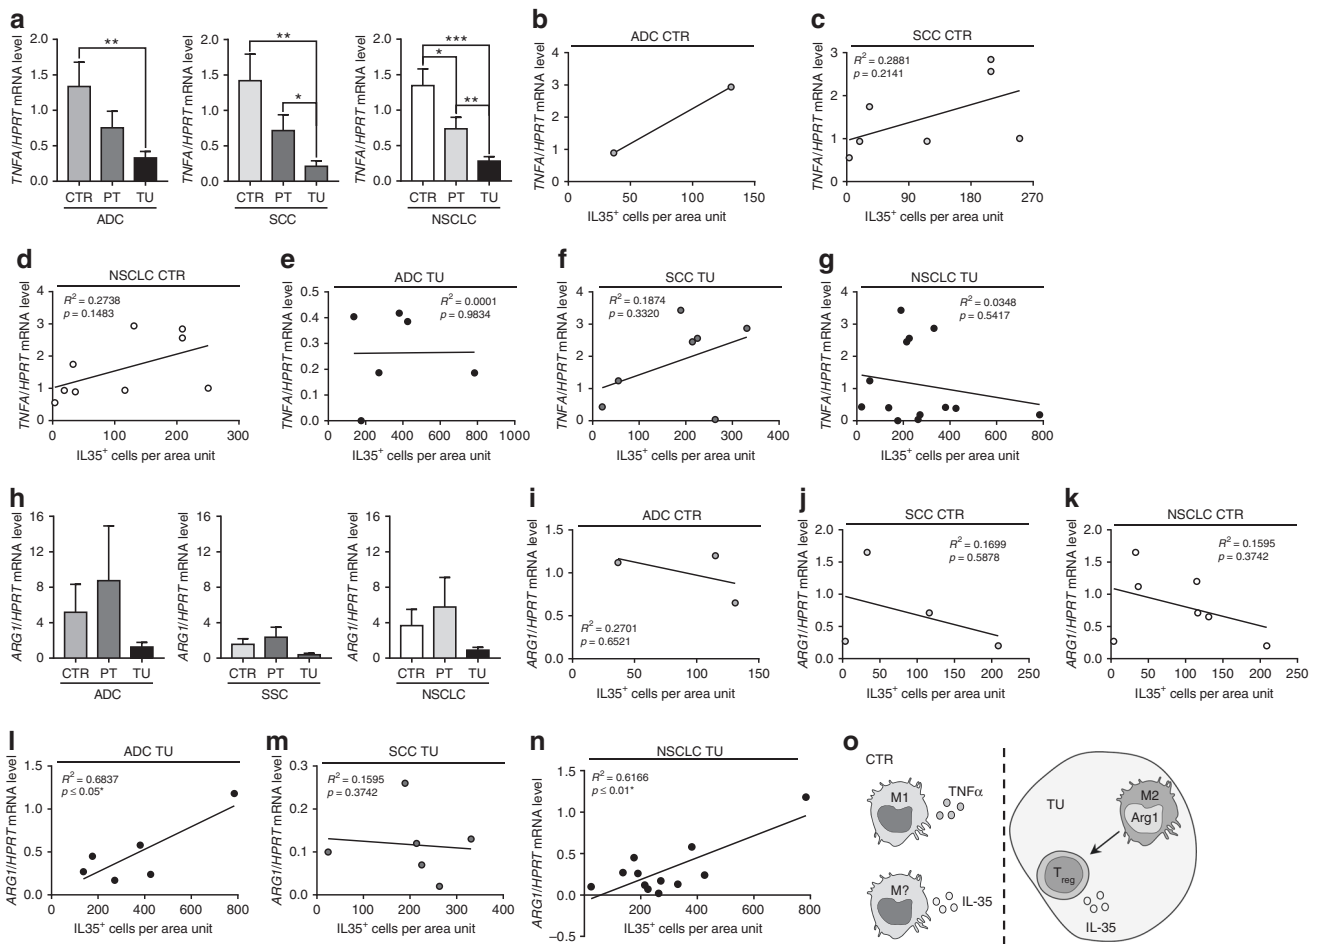 a
TNFA/HPRT mRNA level
2.0
1.5
1.0
0.5
0.0
**
CTR PT TU
ADC
TNFA/HPRT mRNA level
2.0
1.5
1.0
0.5
0.0
**
*
CTR PT TU
SCC
TNFA/HPRT mRNA level
2.0
1.5
1.0
0.5
0.0
***
*
**
CTR PT TU
NSCLC
b
ADC CTR
TNFA/HPRT mRNA level
4
3
2
1
0
0 50 100 150
IL35+ cells per area unit
c
SCC CTR
R2 = 0.2881
p = 0.2141
TNFA/HPRT mRNA level
3
2
1
0
0 90 180 270
IL35+ cells per area unit
d
NSCLC CTR
R2 = 0.2738
p = 0.1483
TNFA/HPRT mRNA level
4
3
2
1
0
0 100 200 300
IL35+ cells per area unit
e
ADC TU
R2 = 0.0001
p = 0.9834
TNFA/HPRT mRNA level
0.5
0.4
0.3
0.2
0.1
0.0
0 200 400 600 800 1000
IL35+ cells per area unit
f
SCC TU
R2 = 0.1874
p = 0.3320
TNFA/HPRT mRNA level
4
3
2
1
0
0 100 200 300 400
IL35+ cells per area unit
g
NSCLC TU
R2 = 0.0348
p = 0.5417
TNFA/HPRT mRNA level
4
3
2
1
0
0 200 400 600 800
IL35+ cells per area unit
h
ARG1/HPRT mRNA level
16
12
8
4
0
CTR PT TU
ADC
ARG1/HPRT mRNA level
16
12
8
4
0
CTR PT TU
SSC
ARG1/HPRT mRNA level
16
12
8
4
0
CTR PT TU
NSCLC
i
ADC CTR
ARG1/HPRT mRNA level
1.5
1.0
0.5
0.0
R2 = 0.2701
p = 0.6521
0 50 100 150
IL35+ cells per area unit
j
SCC CTR
R2 = 0.1699
p = 0.5878
ARG1/HPRT mRNA level
2.0
1.5
1.0
0.5
0.0
0 50 100 150 200 250
IL35+ cells per area unit
k
NSCLC CTR
R2 = 0.1595
p = 0.3742
ARG1/HPRT mRNA level
2.0
1.5
1.0
0.5
0.0
0 50 100 150 200 250
IL35+ cells per area unit
l
ADC TU
R2 = 0.6837
p ≤ 0.05*
ARG1/HPRT mRNA level
1.5
1.0
0.5
0.0
0 200 400 600 800
IL35+ cells per area unit
m
SCC TU
R2 = 0.1595
p = 0.3742
ARG1/HPRT mRNA level
0.3
0.2
0.1
0.0
0 100 200 300 400
IL35+ cells per area unit
n
NSCLC TU
R2 = 0.6166
p ≤ 0.01*
ARG1/HPRT mRNA level
1.5
1.0
0.5
0.0
–0.5
200 400 600 800
IL35+ cells per area unit
o
CTR
M1
TNFα
M?
IL-35
TU
M2
Arg1
Treg
IL-35